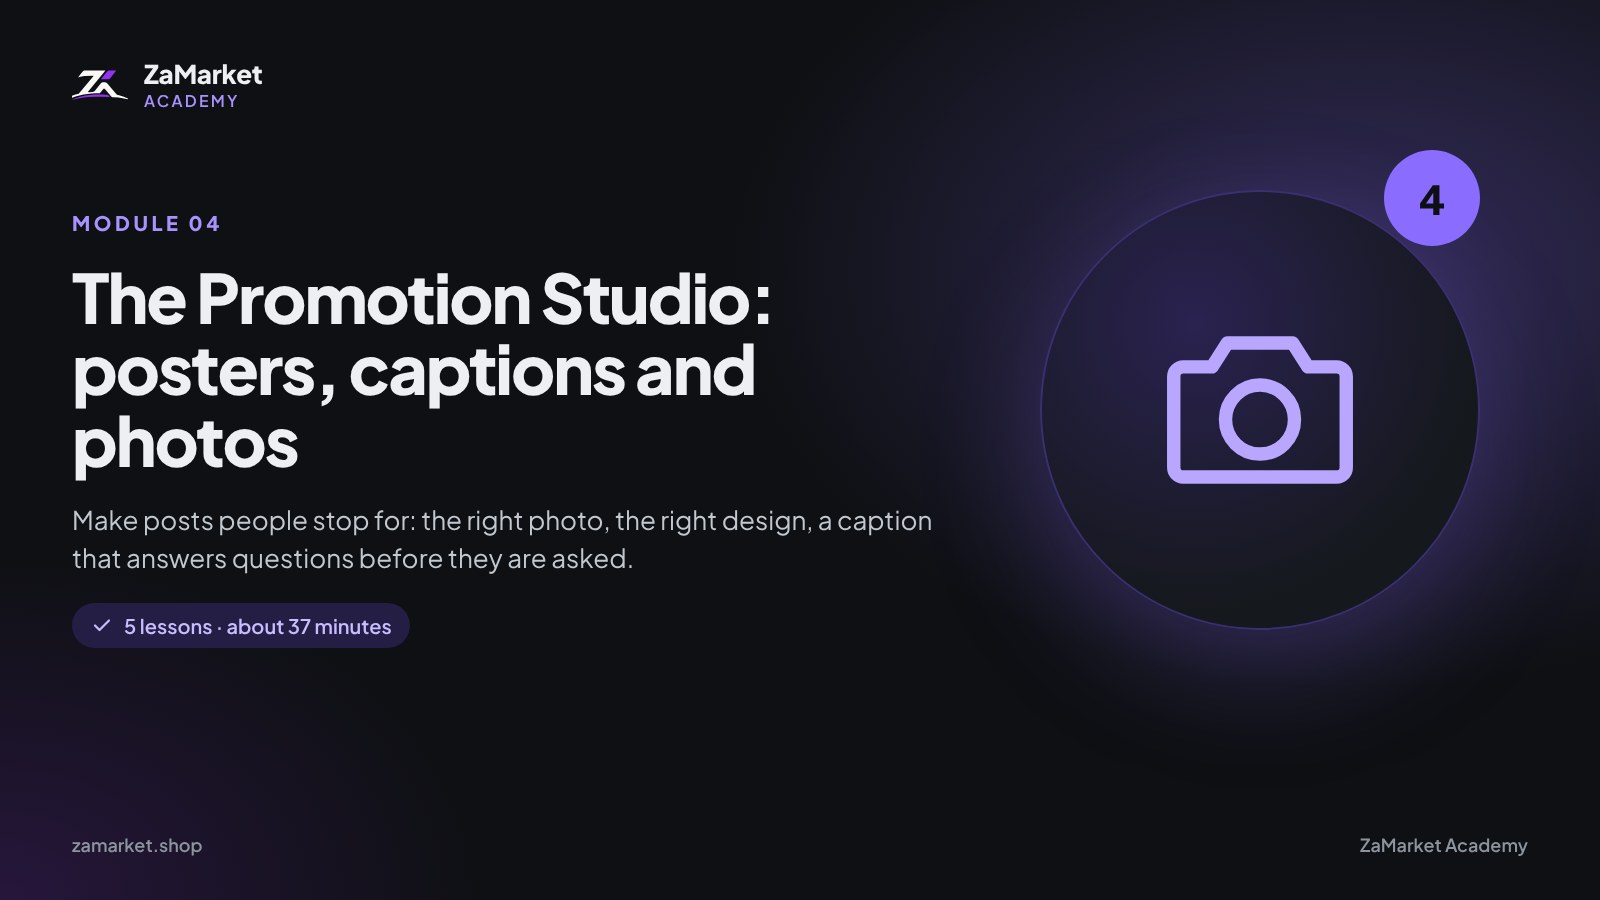 ZaMarket
ACADEMY
MODULE 04
The Promotion Studio:
posters, captions and
photos
Make posts people stop for: the right photo, the right design, a caption
that answers questions before they are asked.
5 lessons · about 37 minutes
4
zamarket.shop
ZaMarket Academy